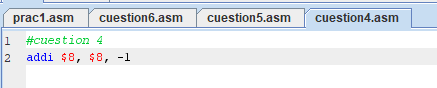 prac1.asm cuestion6.asm cuestion5.asm cuestion4.asm
1 #cuestion 4
2 addi $8, $8, -1